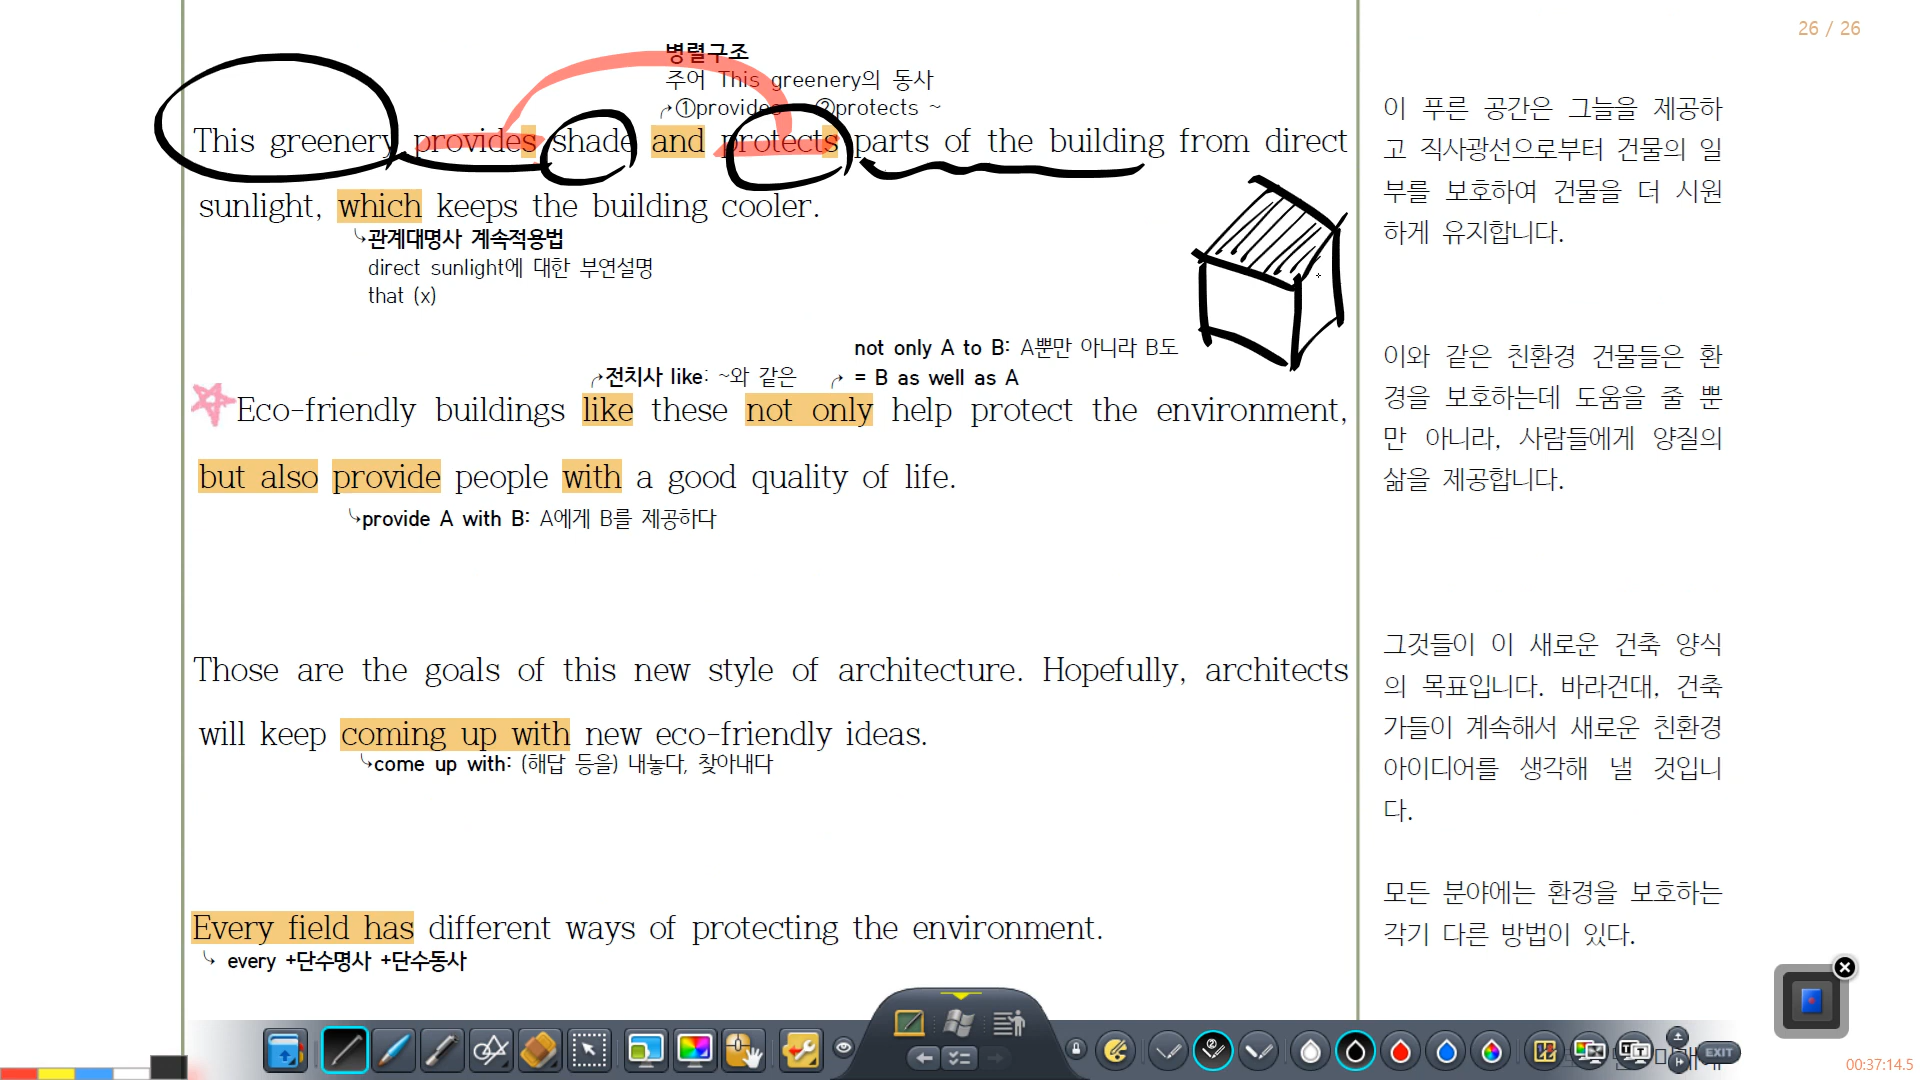 26 / 26
병렬구조
주어 This greenery의 동사
①provides ②protects ~
This greenery provides shade and protects parts of the building from direct
sunlight, which keeps the building cooler.
관계대명사 계속적용법
direct sunlight에 대한 부연설명
that (x)
이 푸른 공간은 그늘을 제공하
고 직사광선으로부터 건물의 일
부를 보호하여 건물을 더 시원
하게 유지합니다.
not only A to B: A뿐만 아니라 B도
전치사 like: ~와 같은
= B as well as A
Eco-friendly buildings like these not only help protect the environment,
but also provide people with a good quality of life.
provide A with B: A에게 B를 제공하다
이와 같은 친환경 건물들은 환
경을 보호하는데 도움을 줄 뿐
만 아니라, 사람들에게 양질의
삶을 제공합니다.
Those are the goals of this new style of architecture. Hopefully, architects
will keep coming up with new eco-friendly ideas.
come up with: (해답 등을) 내놓다, 찾아내다
그것들이 이 새로운 건축 양식
의 목표입니다. 바라건대, 건축
가들이 계속해서 새로운 친환경
아이디어를 생각해 낼 것입니
다.
Every field has different ways of protecting the environment.
every +단수명사 +단수동사
모든 분야에는 환경을 보호하는
각기 다른 방법이 있다.
EXIT
00:37:14.5